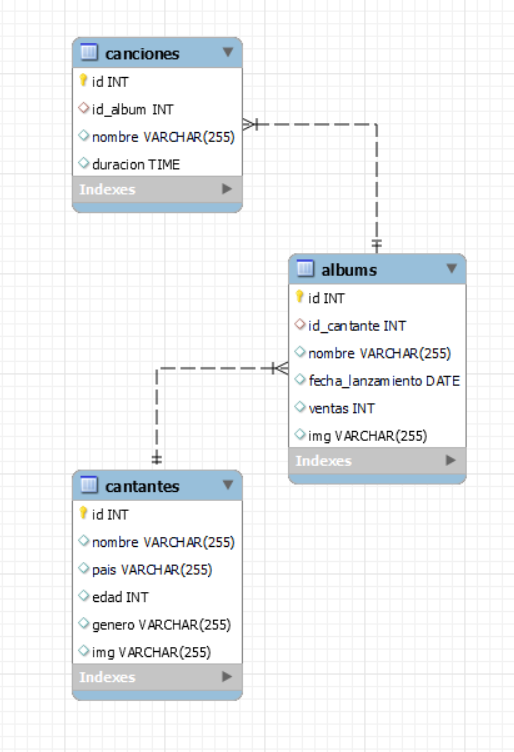 canciones
id INT
id_album INT
nombre VARCHAR(255)
duracion TIME
Indexes
albums
id INT
id_cantante INT
nombre VARCHAR(255)
fecha_lanzamiento DATE
ventas INT
img VARCHAR(255)
Indexes
cantantes
id INT
nombre VARCHAR(255)
pais VARCHAR(255)
edad INT
genero VARCHAR(255)
img VARCHAR(255)
Indexes